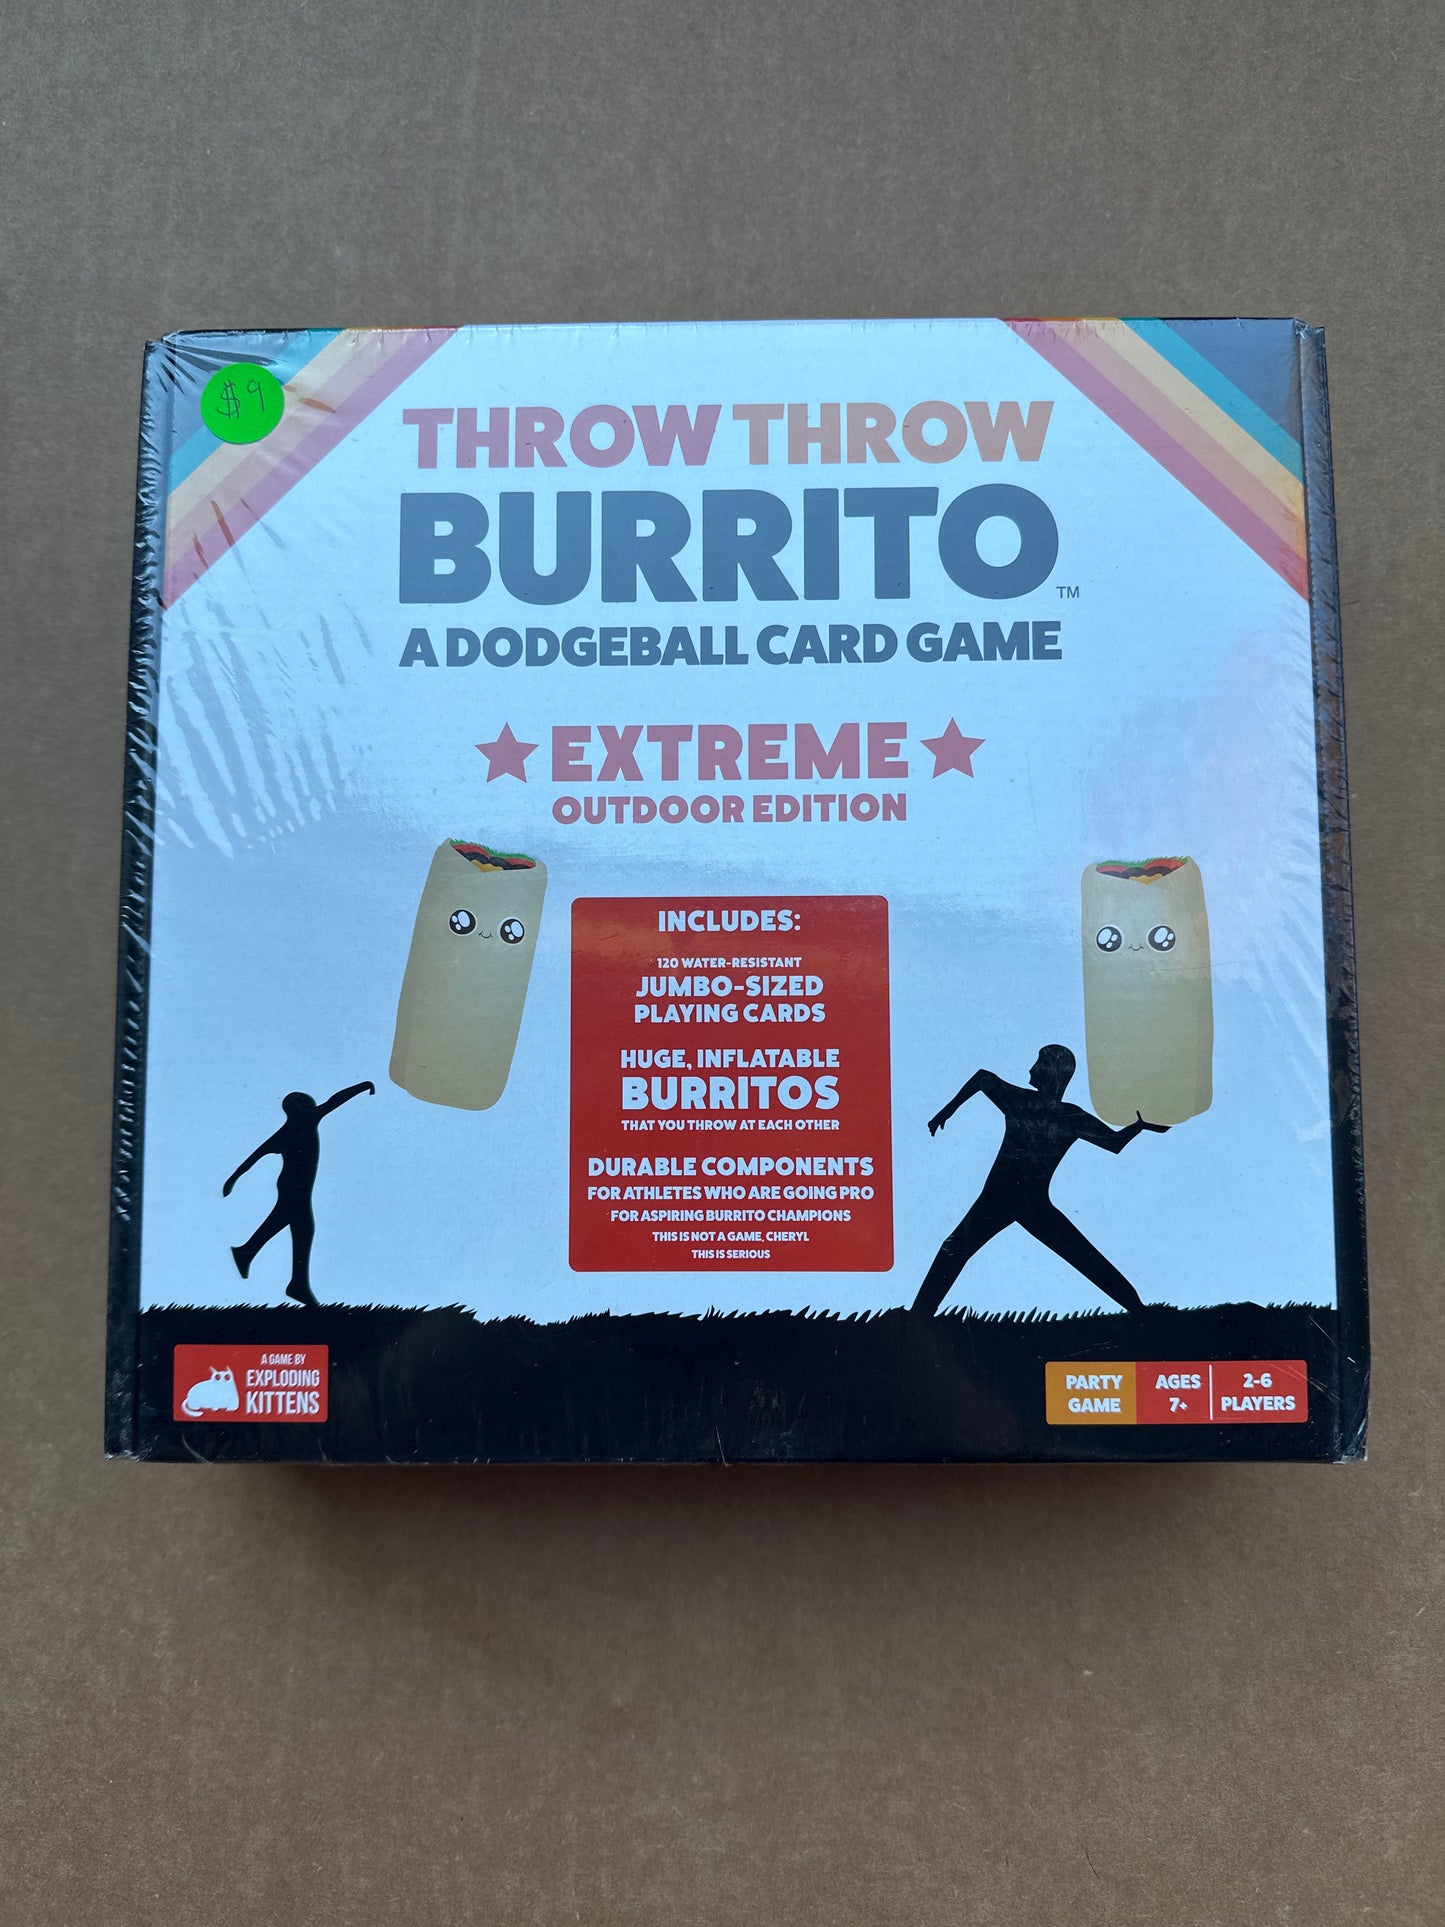 $9
THROW THROW
BURRITO™
A DODGEBALL CARD GAME
★ EXTREME ★
OUTDOOR EDITION
INCLUDES:
120 WATER-RESISTANT
JUMBO-SIZED
PLAYING CARDS
HUGE, INFLATABLE
BURRITOS
THAT YOU THROW AT EACH OTHER
DURABLE COMPONENTS
FOR ATHLETES WHO ARE GOING PRO
FOR ASPIRING BURRITO CHAMPIONS
THIS IS NOT A GAME, CHERYL
THIS IS SERIOUS
A GAME BY
EXPLODING
KITTENS
PARTY
GAME
AGES
7+
2-6
PLAYERS